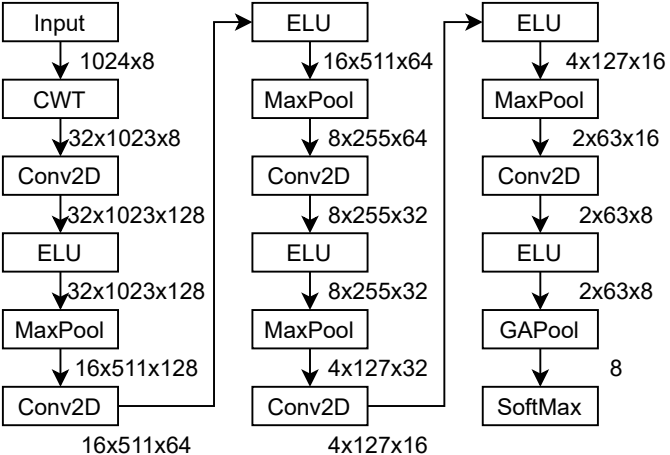 Input
1024x8
CWT
32x1023x8
Conv2D
32x1023x128
ELU
32x1023x128
MaxPool
16x511x128
Conv2D
16x511x64
ELU
16x511x64
MaxPool
8x255x64
Conv2D
8x255x32
ELU
8x255x32
MaxPool
4x127x32
Conv2D
4x127x16
ELU
4x127x16
MaxPool
2x63x16
Conv2D
2x63x8
ELU
2x63x8
GAPool
8
SoftMax